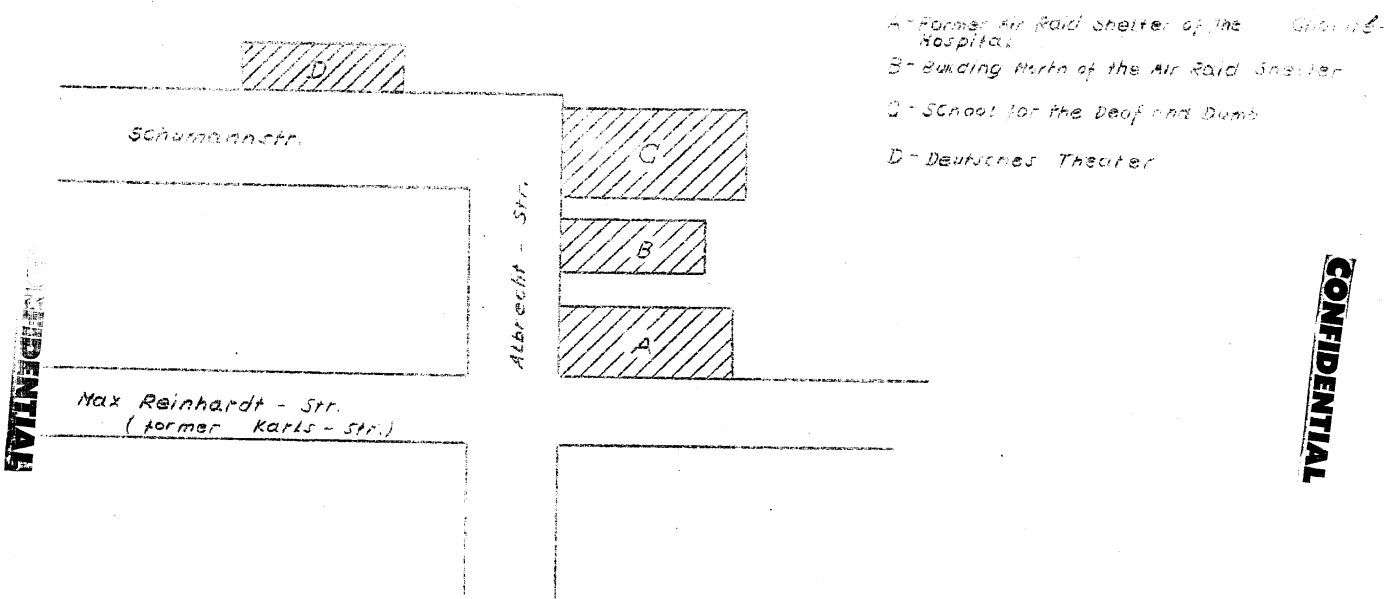 A - Former Air Raid Shelter of the Charité-
Hospital
B - Building North of the Air Raid Shelter
C - School for the Deaf and Dumb
D - Deutsches Theater
D
Schumannstr.
C
Albrecht - Str.
B
A
Max Reinhardt - Str.
(former Karls - Str.)
CONFIDENTIAL
CONFIDENTIAL